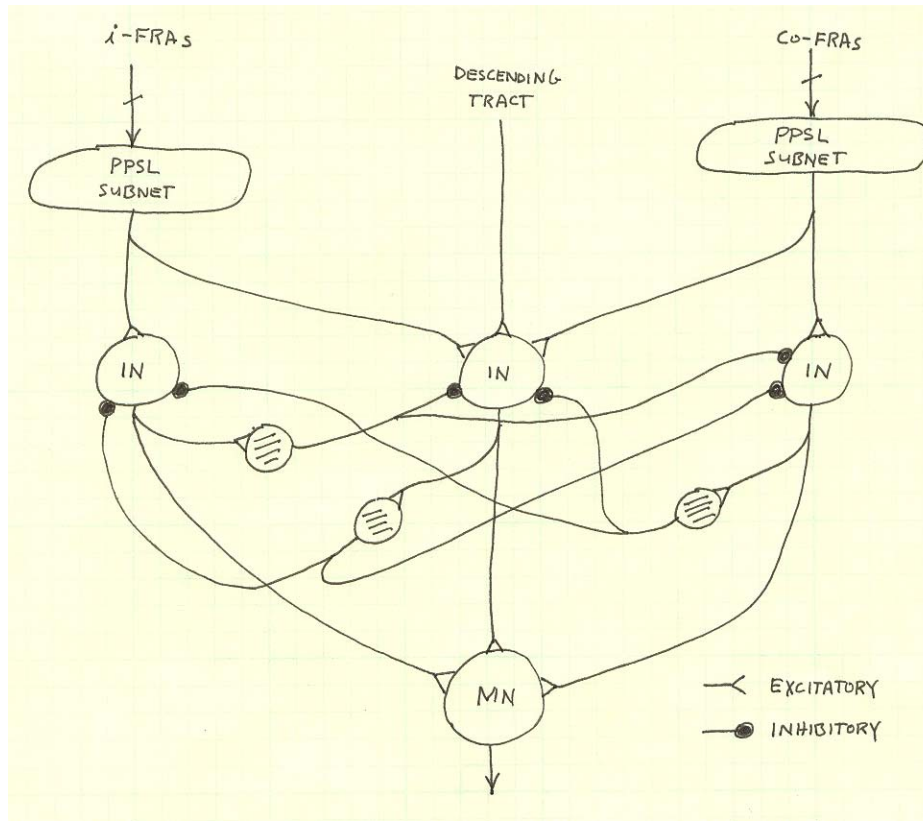 i-FRAs
Co-FRAs
DESCENDING
TRACT
PPSL
SUBNET
PPSL
SUBNET
IN
IN
IN
MN
EXCITATORY
INHIBITORY